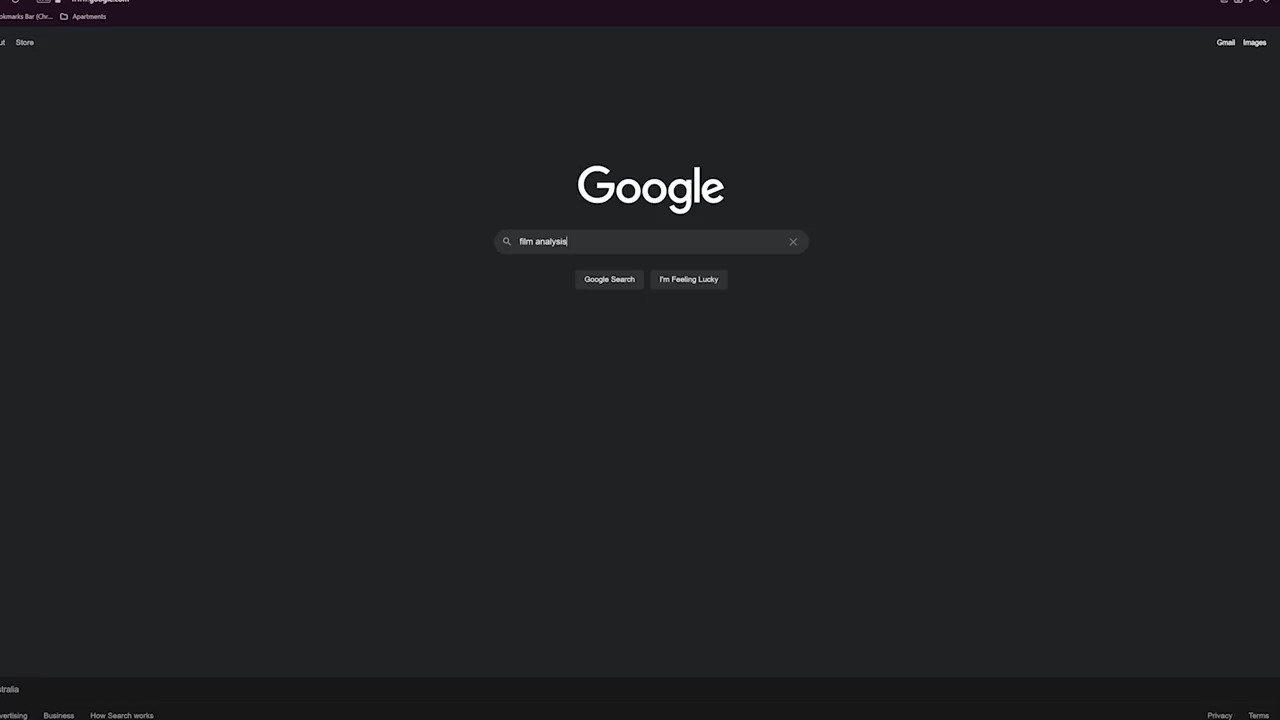 Apartments
Store
Gmail Images
Google
film analysis
Google Search I'm Feeling Lucky
Business How Search works
Privacy Terms